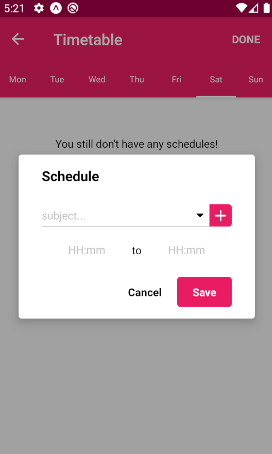 5:21
Timetable DONE
Mon Tue Wed Thu Fri Sat Sun
You still don't have any schedules!
Schedule
subject...
HH:mm to HH:mm
Cancel Save